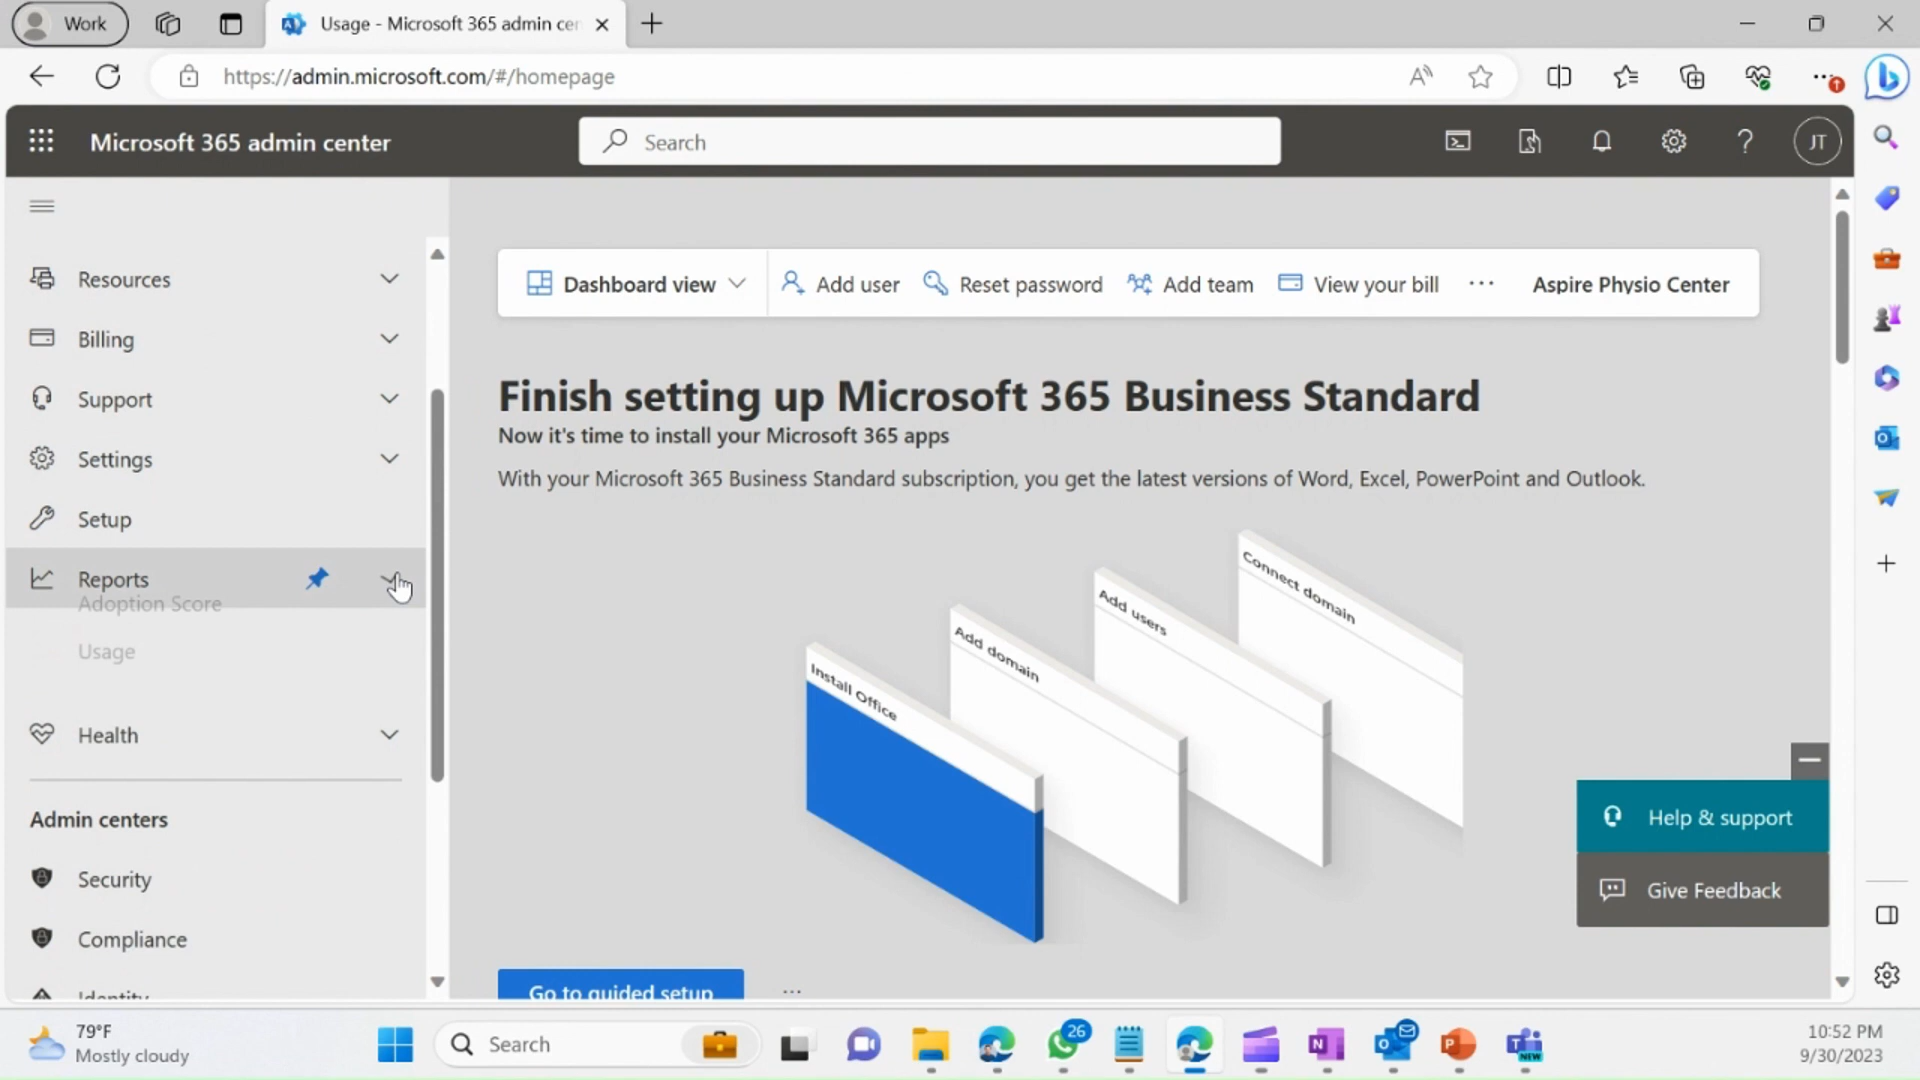 Work
Usage - Microsoft 365 admin cen
https://admin.microsoft.com/#/homepage
Microsoft 365 admin center
Search
JT
Resources
Billing
Support
Settings
Setup
Reports
Adoption Score
Usage
Health
Admin centers
Security
Compliance
Identity
Dashboard view
Add user
Reset password
Add team
View your bill
Aspire Physio Center
Finish setting up Microsoft 365 Business Standard
Now it's time to install your Microsoft 365 apps
With your Microsoft 365 Business Standard subscription, you get the latest versions of Word, Excel, PowerPoint and Outlook.
Install Office
Add domain
Add users
Connect domain
Go to guided setup
Help & support
Give Feedback
79°F
Mostly cloudy
Search
26
NEW
10:52 PM
9/30/2023